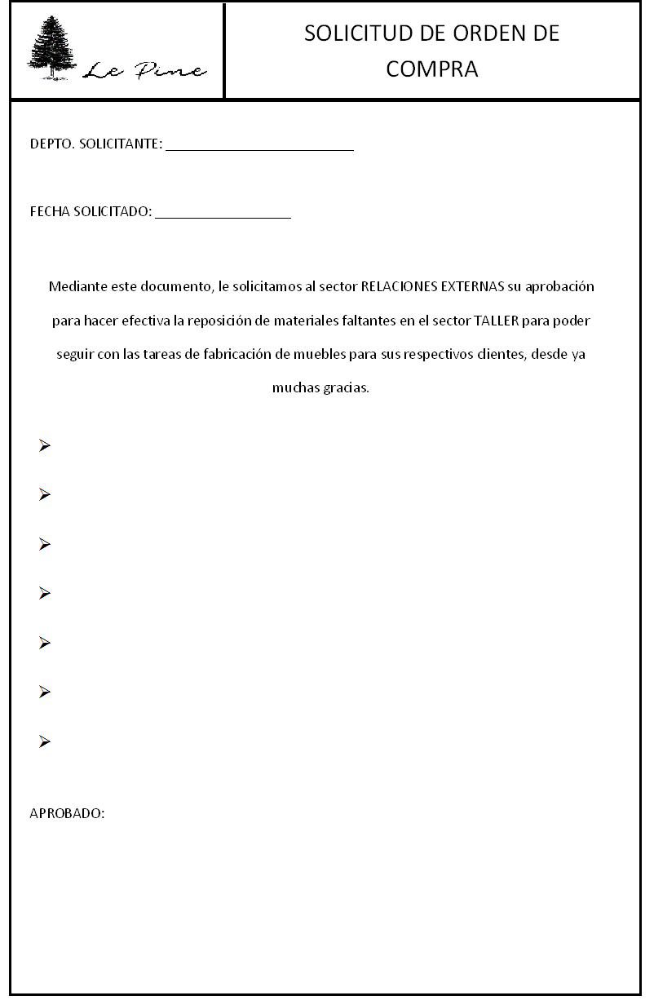 Le Pine
SOLICITUD DE ORDEN DE
COMPRA
DEPTO. SOLICITANTE: _________________________
FECHA SOLICITADO: __________________
Mediante este documento, le solicitamos al sector RELACIONES EXTERNAS su aprobación
para hacer efectiva la reposición de materiales faltantes en el sector TALLER para poder
seguir con las tareas de fabricación de muebles para sus respectivos clientes, desde ya
muchas gracias.
APROBADO: